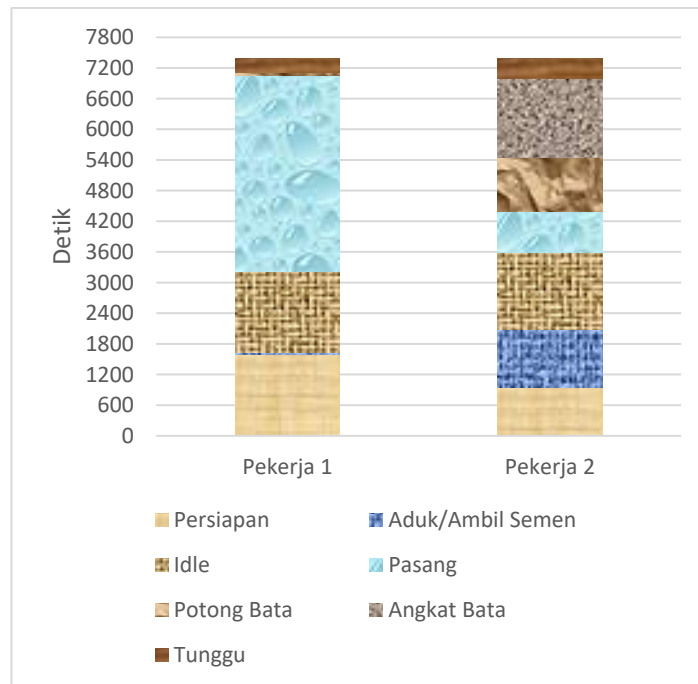 7800
7200
6600
6000
5400
4800
4200
3600
3000
2400
1800
1200
600
0
Detik
Pekerja 1 Pekerja 2
Persiapan Aduk/Ambil Semen
Idle Pasang
Potong Bata Angkat Bata
Tunggu